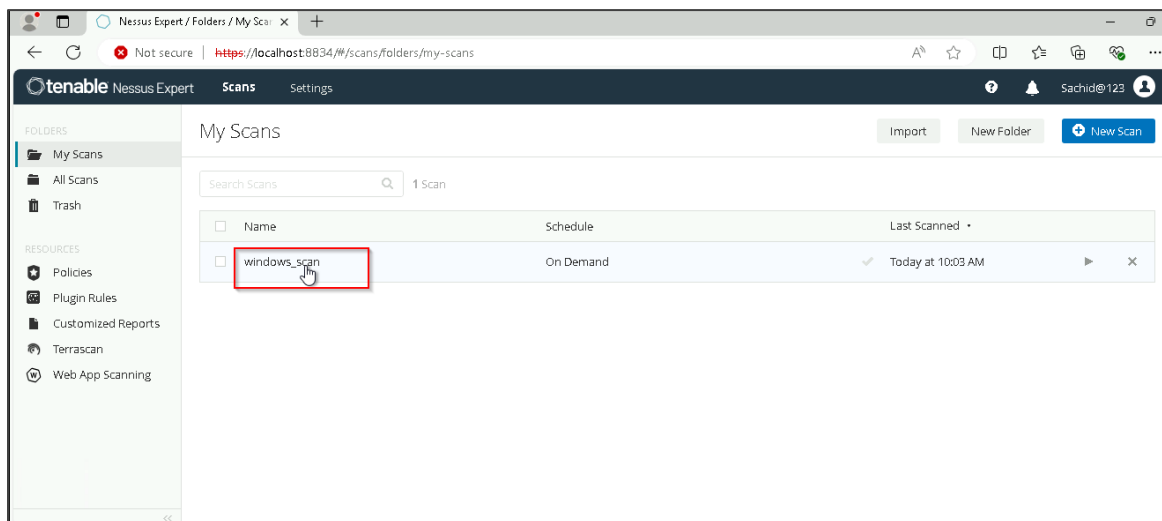 Nessus Expert / Folders / My Scar
Not secure https://localhost:8834/#/scans/folders/my-scans
tenable Nessus Expert Scans Settings Sachid@123
FOLDERS
My Scans
All Scans
Trash
RESOURCES
Policies
Plugin Rules
Customized Reports
Terrascan
Web App Scanning
My Scans
Import New Folder New Scan
Search Scans 1 Scan
Name Schedule Last Scanned
windows_scan On Demand Today at 10:03 AM